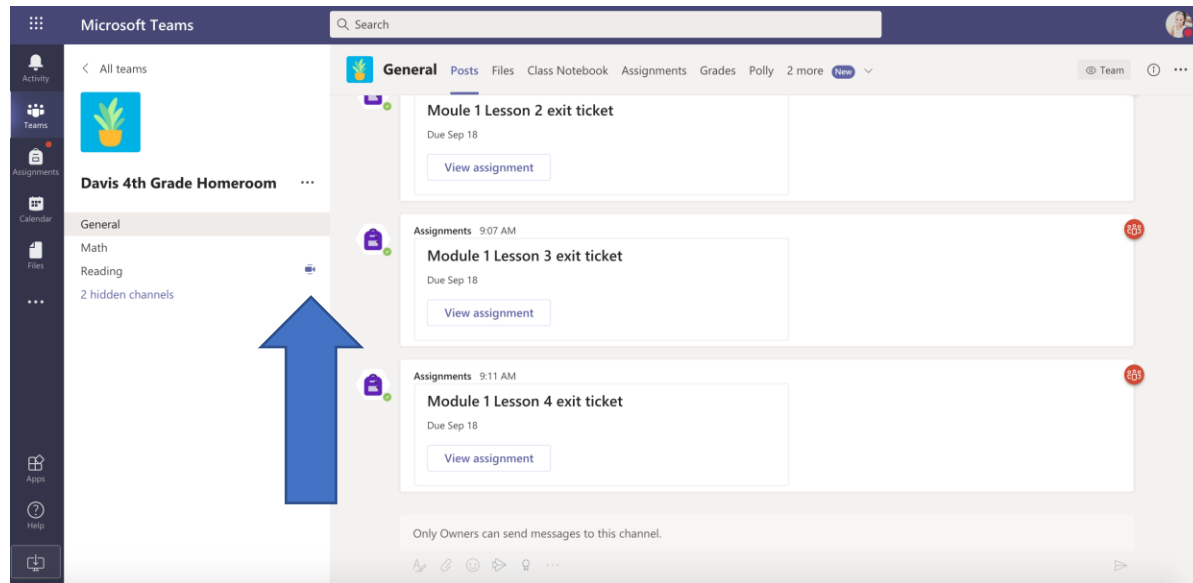 Microsoft Teams
Search
Activity
Teams
Assignments
Calendar
Files
Apps
Help
All teams
Davis 4th Grade Homeroom
General
Math
Reading
2 hidden channels
General Posts Files Class Notebook Assignments Grades Polly 2 more New
Team
Moule 1 Lesson 2 exit ticket
Due Sep 18
View assignment
Assignments 9:07 AM
Module 1 Lesson 3 exit ticket
Due Sep 18
View assignment
Assignments 9:11 AM
Module 1 Lesson 4 exit ticket
Due Sep 18
View assignment
Only Owners can send messages to this channel.